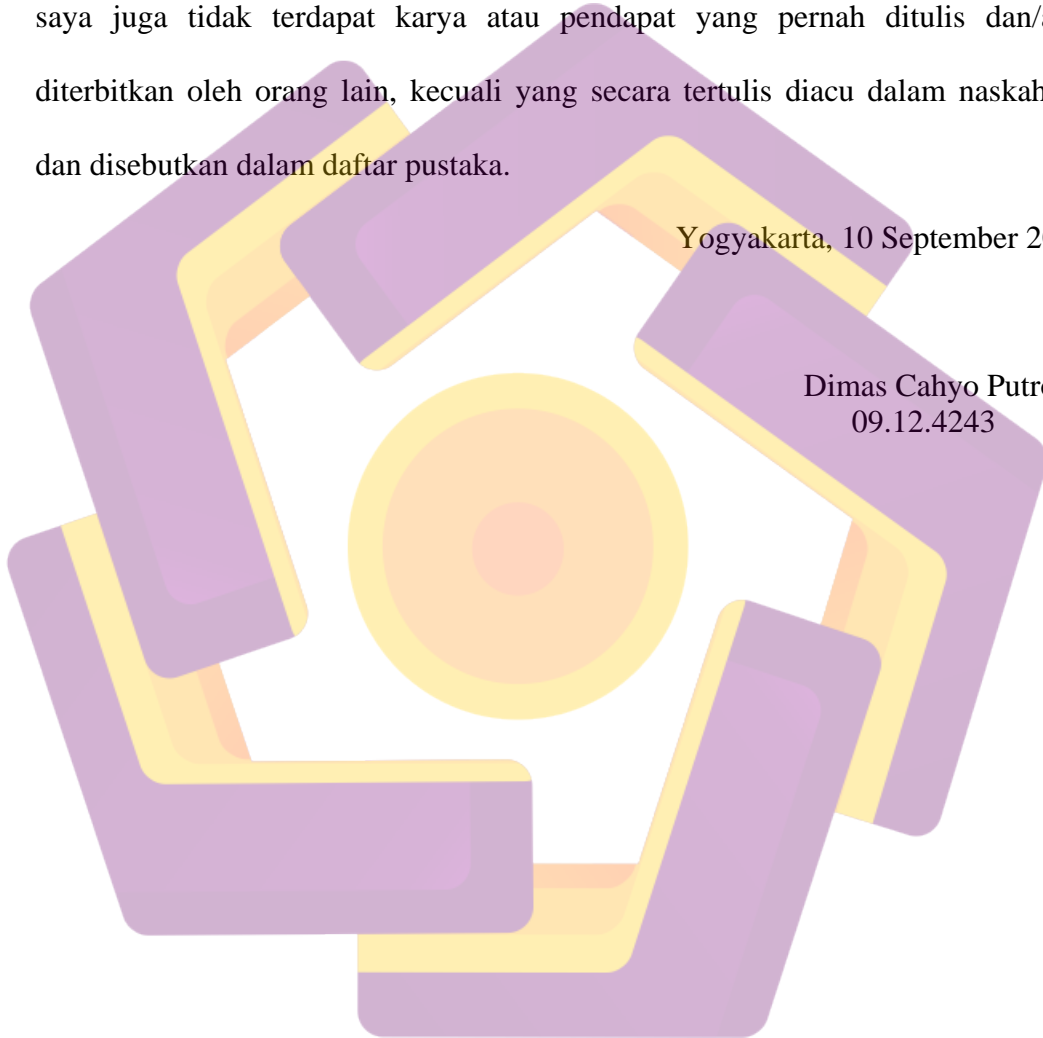 saya juga tidak terdapat karya atau pendapat yang pernah ditulis dan/
diterbitkan oleh orang lain, kecuali yang secara tertulis diacu dalam naskah
dan disebutkan dalam daftar pustaka.
Yogyakarta, 10 September
Dimas Cahyo
09.12.4243